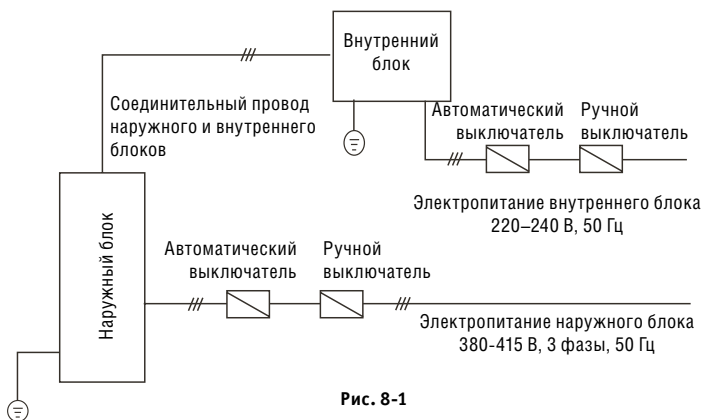 Внутренний
блок
Соединительный провод
наружного и внутреннего
блоков
Автоматический
выключатель
Ручной
выключатель
Электропитание внутреннего блока
220–240 В, 50 Гц
Наружный блок
Автоматический
выключатель
Ручной
выключатель
Электропитание наружного блока
380-415 В, 3 фазы, 50 Гц
Рис. 8-1